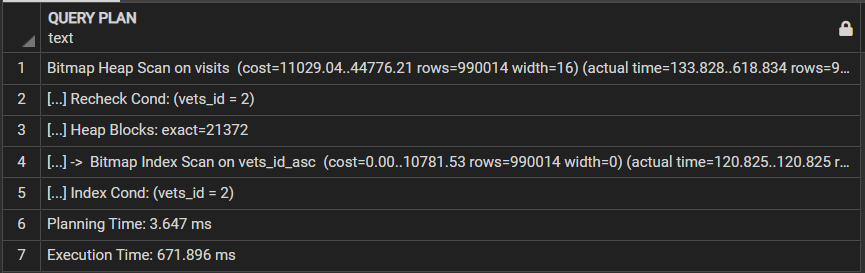 QUERY PLAN
text
1 Bitmap Heap Scan on visits (cost=11029.04..44776.21 rows=990014 width=16) (actual time=133.828..618.834 rows=9...
2 [...] Recheck Cond: (vets_id = 2)
3 [...] Heap Blocks: exact=21372
4 [...] -> Bitmap Index Scan on vets_id_asc (cost=0.00..10781.53 rows=990014 width=0) (actual time=120.825..120.825 r...
5 [...] Index Cond: (vets_id = 2)
6 Planning Time: 3.647 ms
7 Execution Time: 671.896 ms